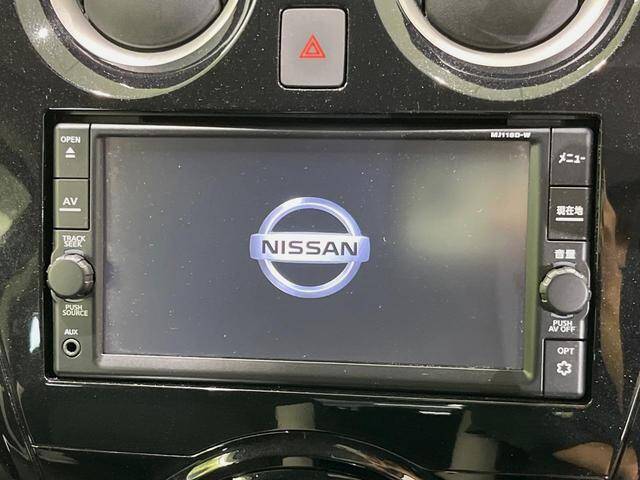 MJ118D-W
OPEN
AV
TRACK
SEEK
PUSH
SOURCE
AUX
NISSAN
メニュー
現在地
音量
PUSH
AV OFF
OPT